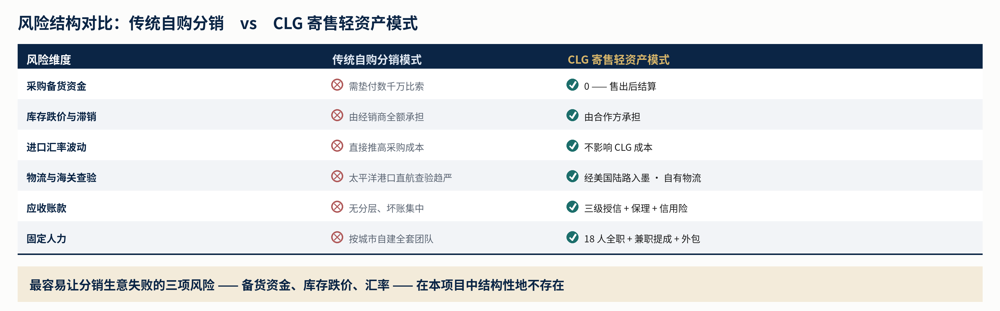 风险结构对比：传统自购分销 vs CLG 寄售轻资产模式
风险维度 传统自购分销模式 CLG 寄售轻资产模式
采购备货资金 需垫付数千万比索 0 —— 售出后结算
库存跌价与滞销 由经销商全额承担 由合作方承担
进口汇率波动 直接推高采购成本 不影响 CLG 成本
物流与海关查验 太平洋港口直航查验趋严 经美国陆路入墨 · 自有物流
应收账款 无分层、坏账集中 三级授信 + 保理 + 信用险
固定人力 按城市自建全套团队 18 人全职 + 兼职提成 + 外包
最容易让分销生意失败的三项风险 —— 备货资金、库存跌价、汇率 —— 在本项目中结构性地不存在